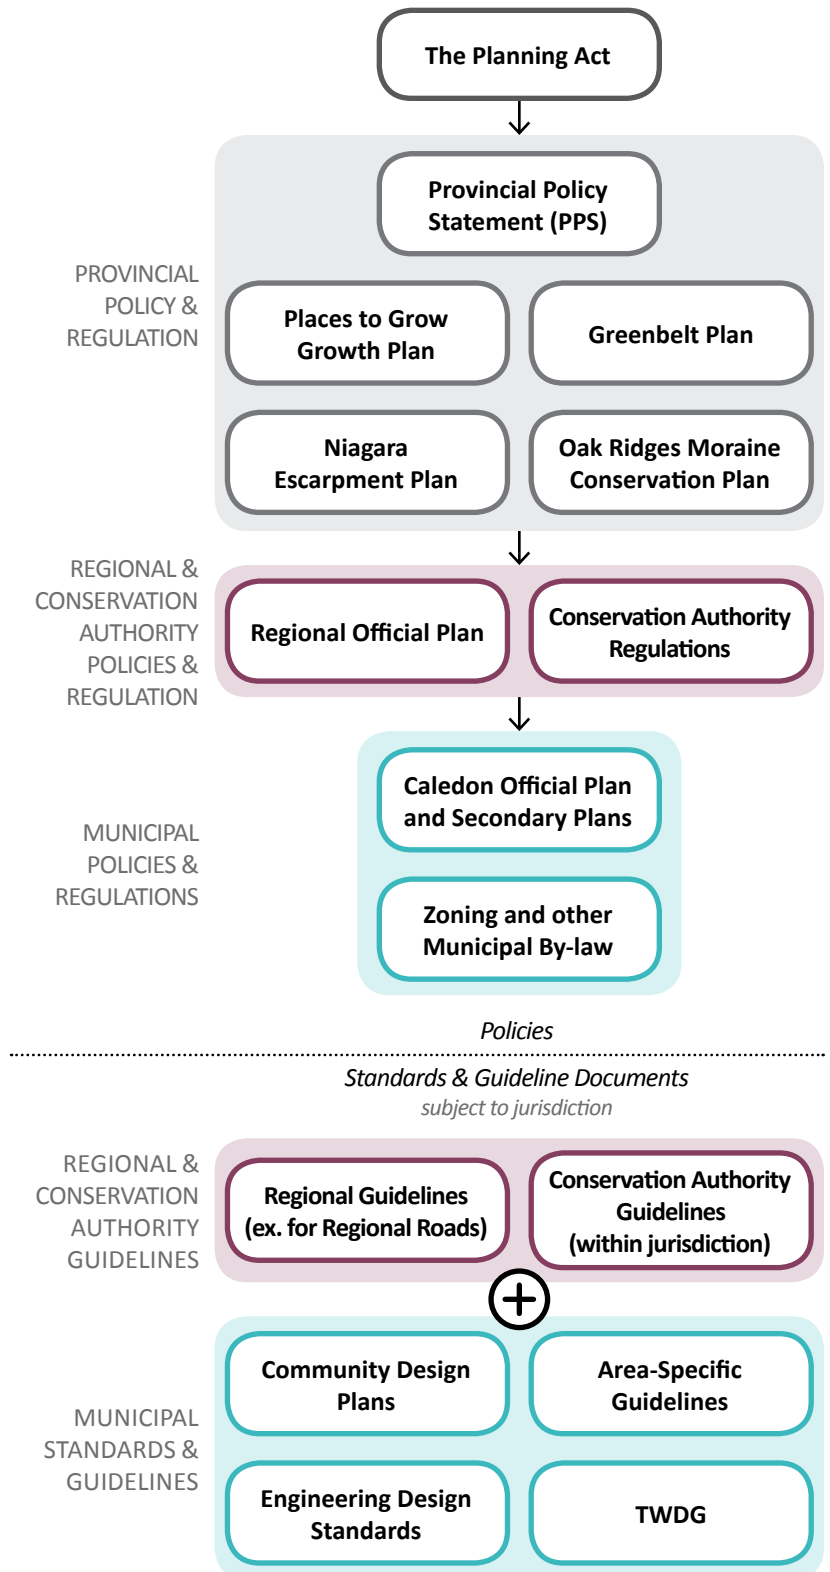 The Planning Act
PROVINCIAL
POLICY &
REGULATION
Provincial Policy
Statement (PPS)
Places to Grow
Growth Plan
Greenbelt Plan
Niagara
Escarpment Plan
Oak Ridges Moraine
Conservation Plan
REGIONAL &
CONSERVATION
AUTHORITY
POLICIES &
REGULATION
Regional Official Plan
Conservation Authority
Regulations
MUNICIPAL
POLICIES &
REGULATIONS
Caledon Official Plan
and Secondary Plans
Zoning and other
Municipal By-law
Policies
Standards & Guideline Documents
subject to jurisdiction
REGIONAL &
CONSERVATION
AUTHORITY
GUIDELINES
Regional Guidelines
(ex. for Regional Roads)
Conservation Authority
Guidelines
(within jurisdiction)
MUNICIPAL
STANDARDS &
GUIDELINES
Community Design
Plans
Area-Specific
Guidelines
Engineering Design
Standards
TWDG